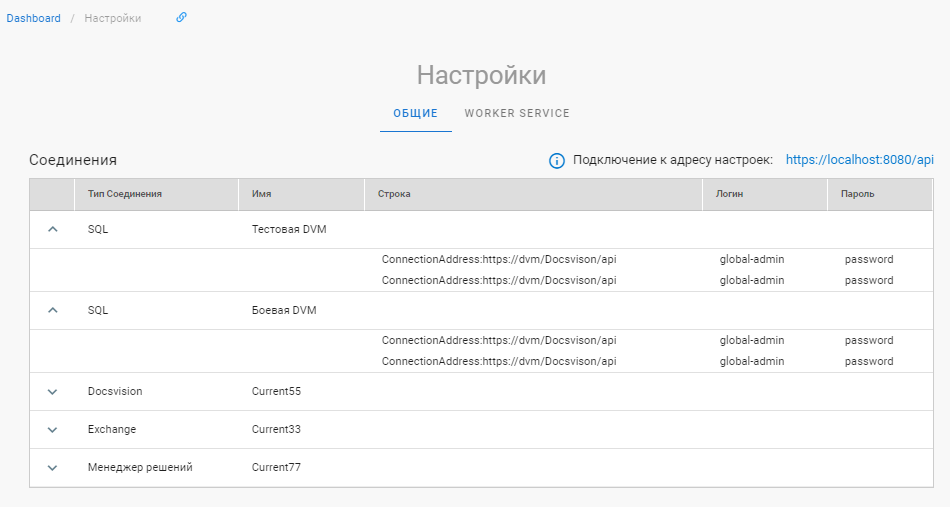 Dashboard / Настройки
Настройки
ОБЩИЕ WORKER SERVICE
Соединения Подключение к адресу настроек: https://localhost:8080/api
Тип Соединения Имя Строка Логин Пароль
SQL Тестовая DVM
ConnectionAddress:https://dvm/Docsvison/api global-admin password
ConnectionAddress:https://dvm/Docsvison/api global-admin password
SQL Боевая DVM
ConnectionAddress:https://dvm/Docsvison/api global-admin password
ConnectionAddress:https://dvm/Docsvison/api global-admin password
Docsvision Current55
Exchange Current33
Менеджер решений Current77